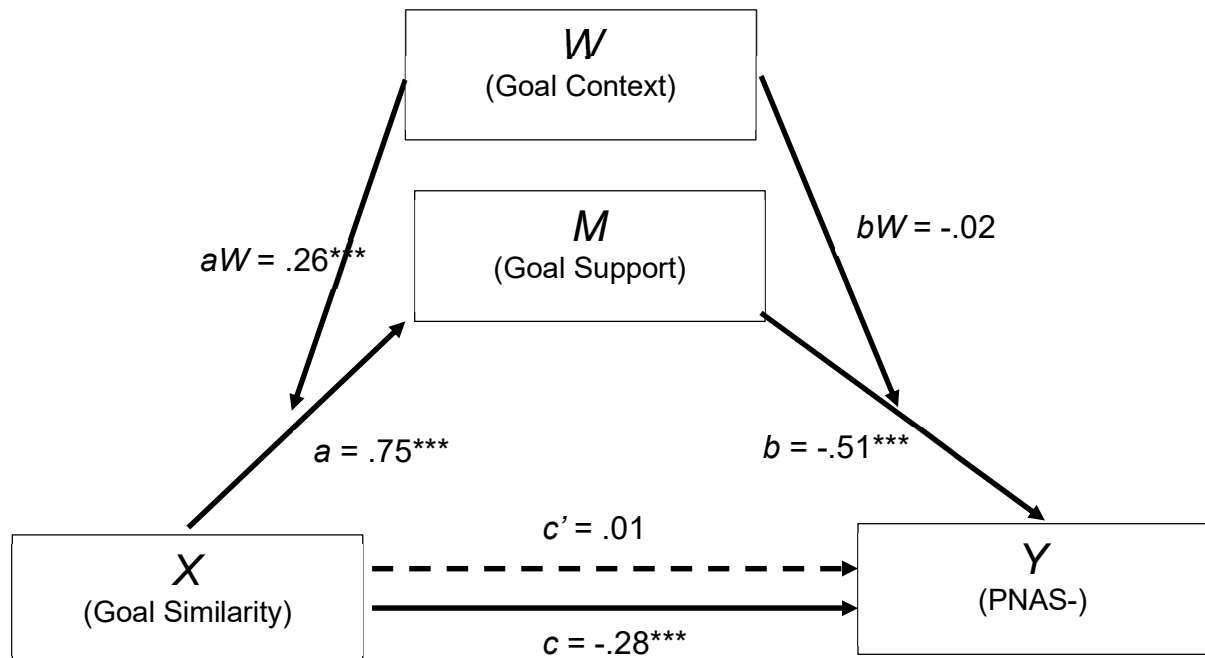 W
(Goal Context)
M
(Goal Support)
aW = .26***
bW = -.02
a = .75***
b = -.51***
c’ = .01
X
(Goal Similarity)
Y
(PNAS-)
c = -.28***